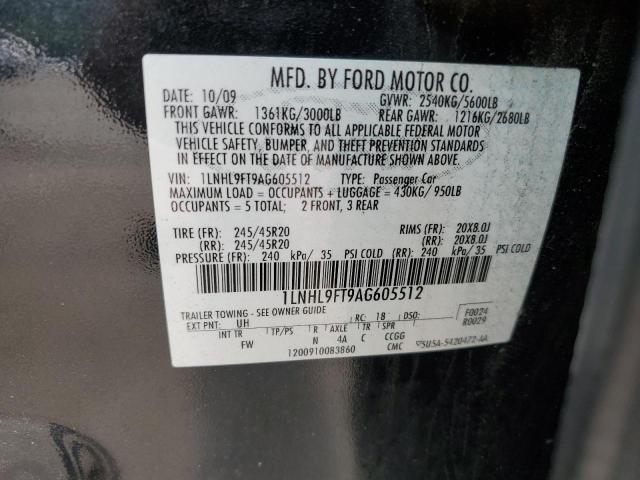 MFD. BY FORD MOTOR CO.
DATE: 10/09 GVWR: 2540KG/5600LB
FRONT GAWR: 1361KG/3000LB REAR GAWR: 1216KG/2680LB
THIS VEHICLE CONFORMS TO ALL APPLICABLE FEDERAL MOTOR
VEHICLE SAFETY, BUMPER, AND THEFT PREVENTION STANDARDS
IN EFFECT ON THE DATE OF MANUFACTURE SHOWN ABOVE.
VIN: 1LNHL9FT9AG605512 TYPE: Passenger Car
MAXIMUM LOAD = OCCUPANTS + LUGGAGE = 430KG/950LB
OCCUPANTS = 5 TOTAL; 2 FRONT, 3 REAR
TIRE (FR): 245/45R20 RIMS (FR): 20X8.0J
(RR): 245/45R20 (RR): 20X8.0J
PRESSURE (FR): 240 kPa/ 35 PSI COLD (RR): 240 kPa/ 35 PSI COLD
1LNHL9FT9AG605512
TRAILER TOWING - SEE OWNER GUIDE
EXT PNT: UH RC: 18 DSO: F0024
R0029
INT TR TP/PS R AXLE TR SPR
FW N 4A C CCGG
1200910083860 CMC 5U5A-5420472-AA